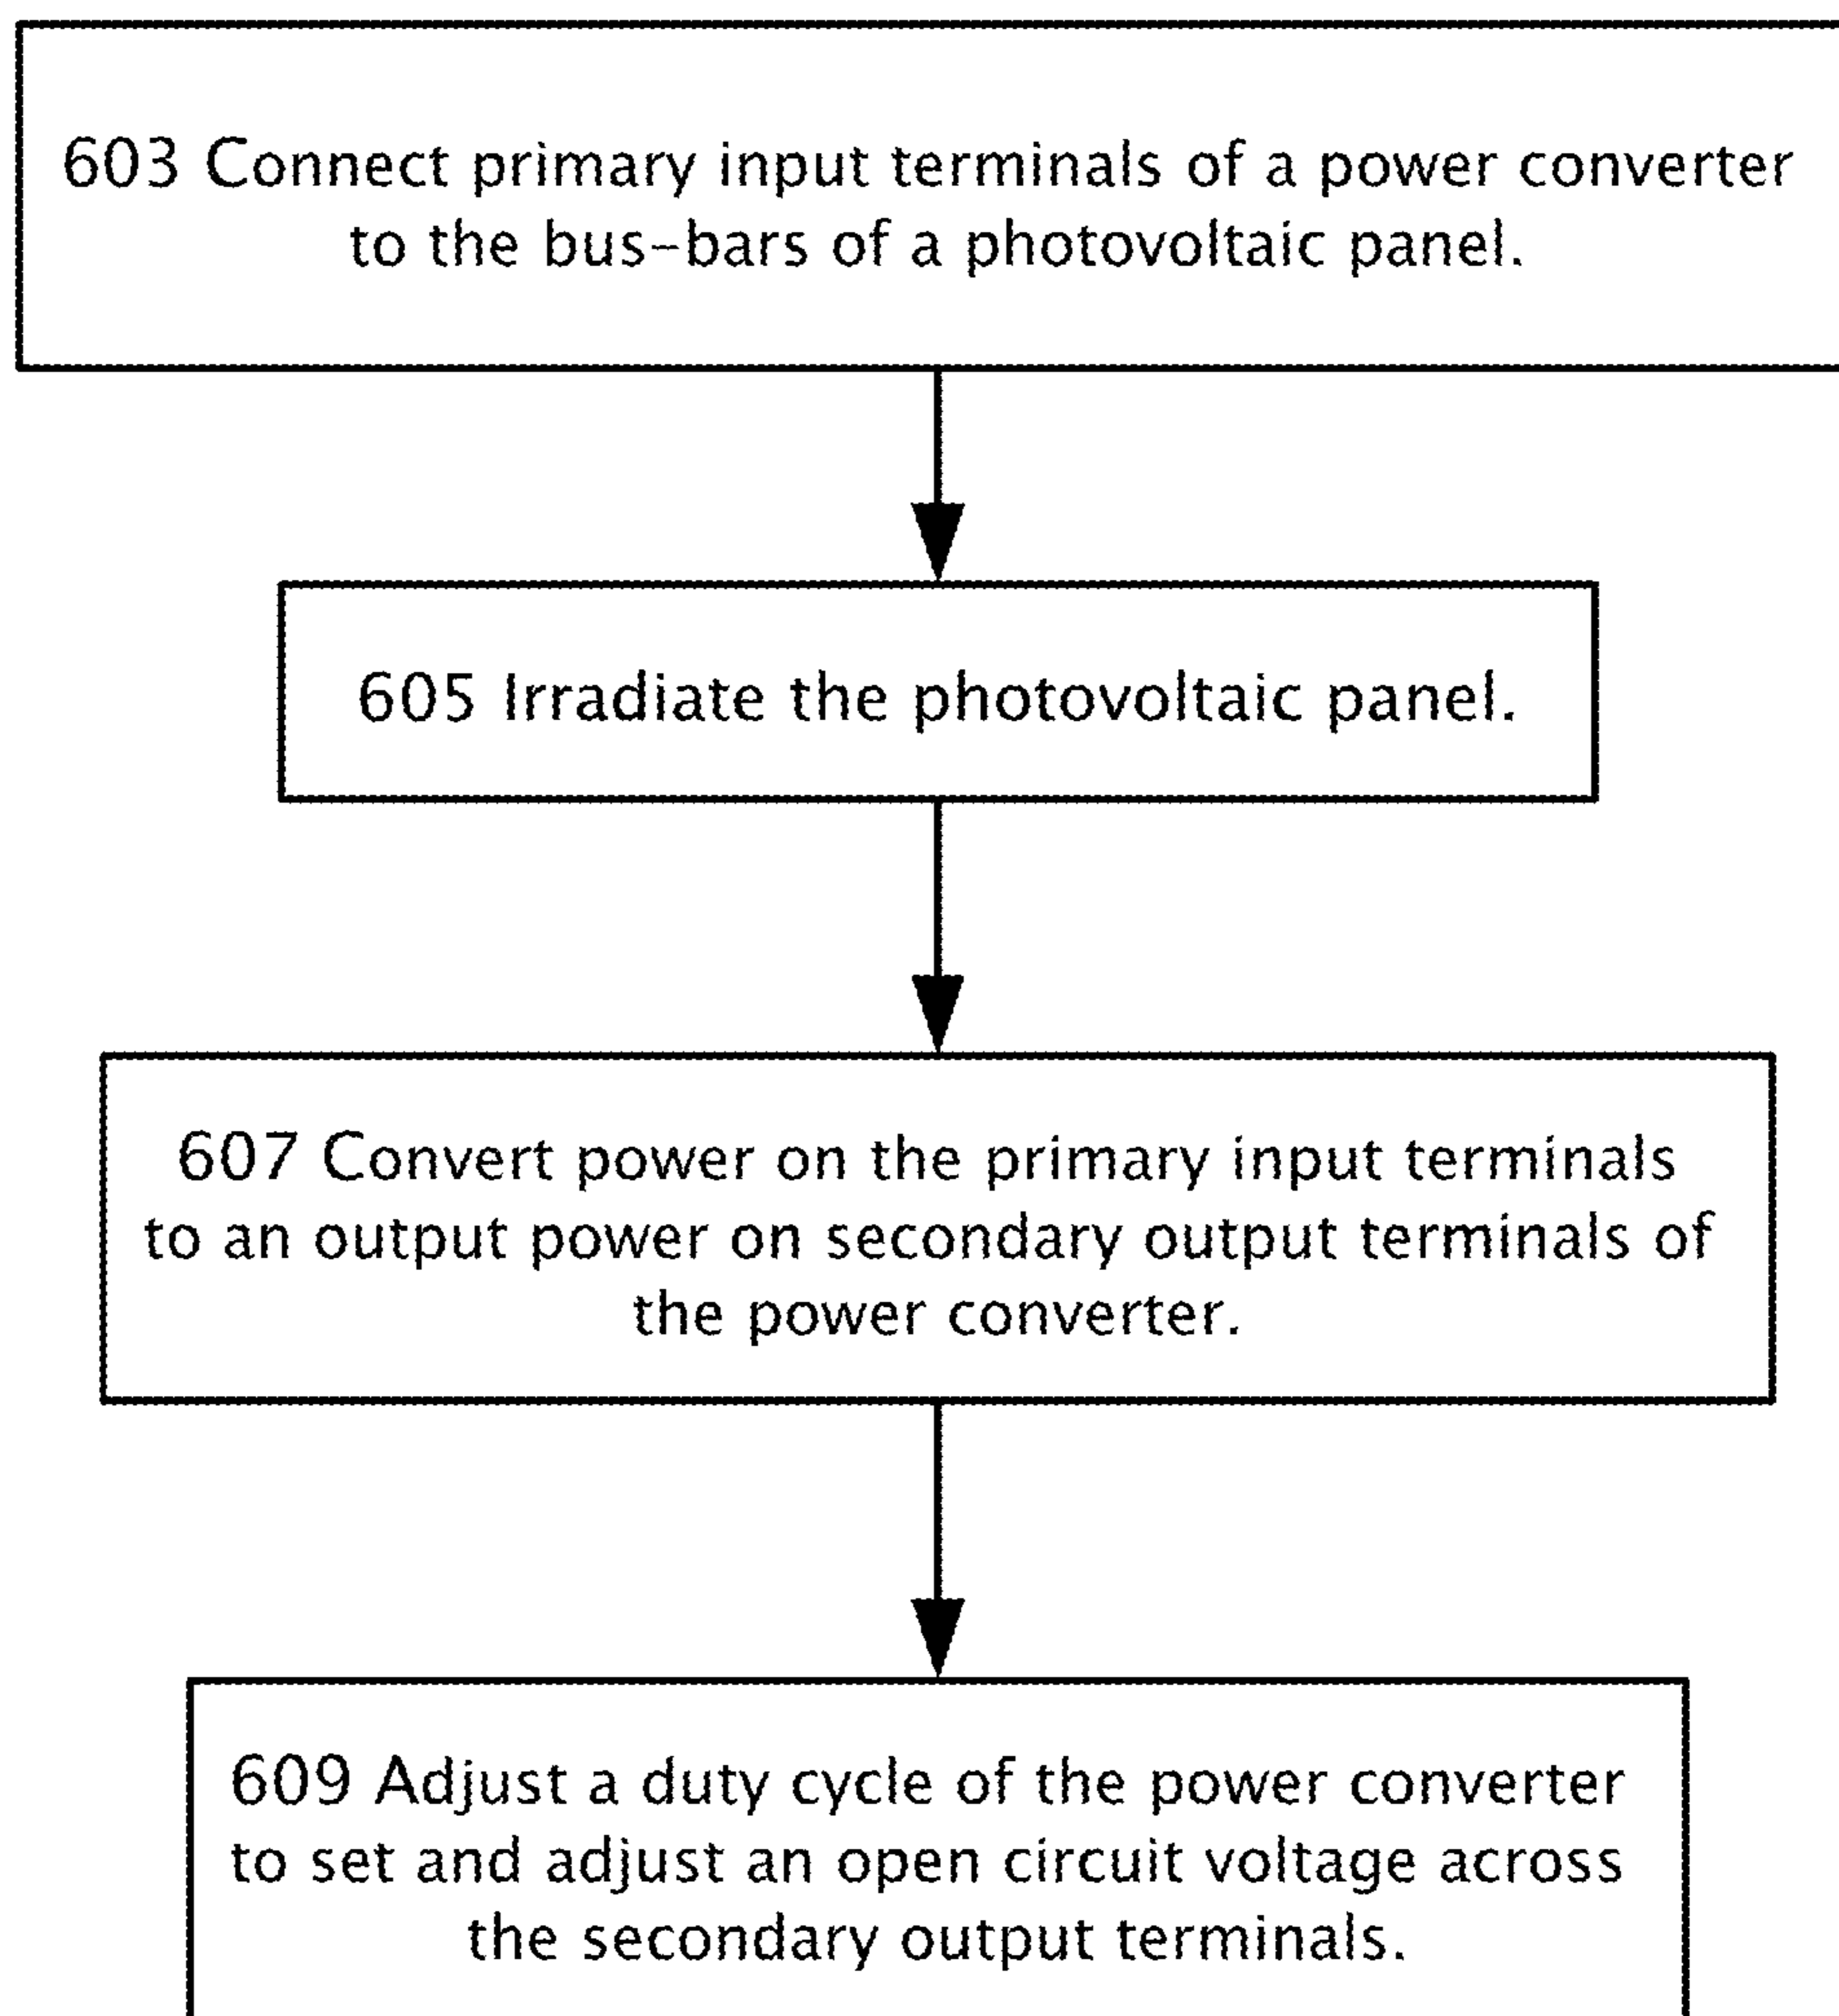 603 Connect primary input terminals of a power converter
to the bus-bars of a photovoltaic panel.
605 Irradiate the photovoltaic panel.
607 Convert power on the primary input terminals
to an output power on secondary output terminals of
the power converter.
609 Adjust a duty cycle of the power converter
to set and adjust an open circuit voltage across
the secondary output terminals.